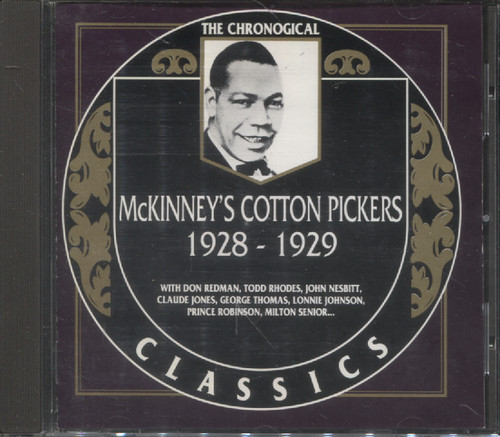 THE CHRONOGICAL
McKINNEY'S COTTON PICKERS
1928 - 1929
WITH DON REDMAN, TODD RHODES, JOHN NESBITT,
CLAUDE JONES, GEORGE THOMAS, LONNIE JOHNSON,
PRINCE ROBINSON, MILTON SENIOR...
CLASSICS